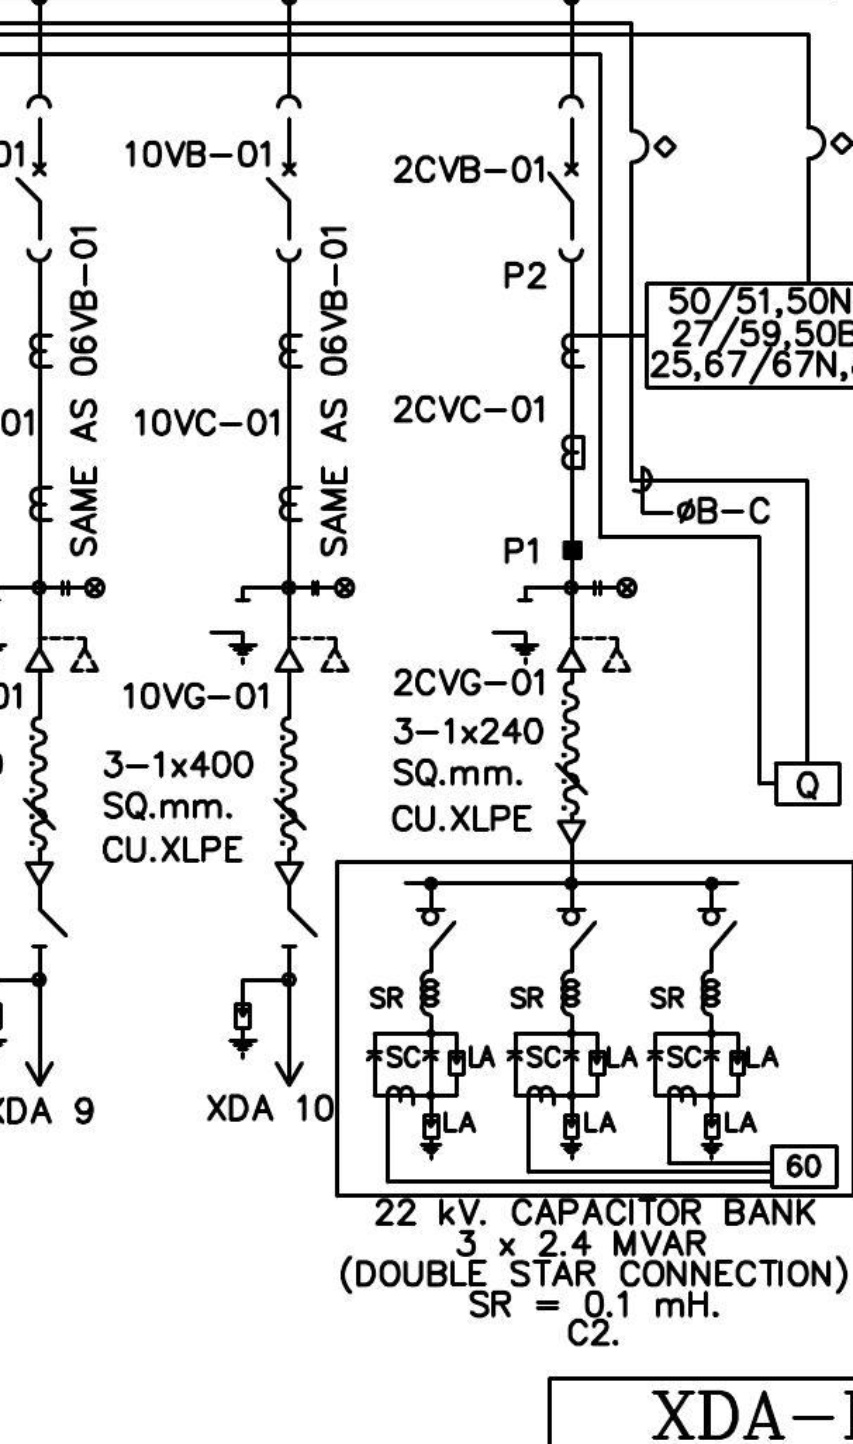 01
10VB-01
2CVB-01
SAME AS 06VB-01
SAME AS 06VB-01
P2
50/51,50N
27/59,50B
25,67/67N,
01
10VC-01
2CVC-01
øB-C
P1
01
10VG-01
2CVG-01
3-1x400
SQ.mm.
CU.XLPE
3-1x240
SQ.mm.
CU.XLPE
Q
SR
SR
SR
SC
LA
SC
LA
SC
LA
LA
LA
LA
60
XDA 9
XDA 10
22 kV. CAPACITOR BANK
3 x 2.4 MVAR
(DOUBLE STAR CONNECTION)
SR = 0.1 mH.
C2.
XDA-